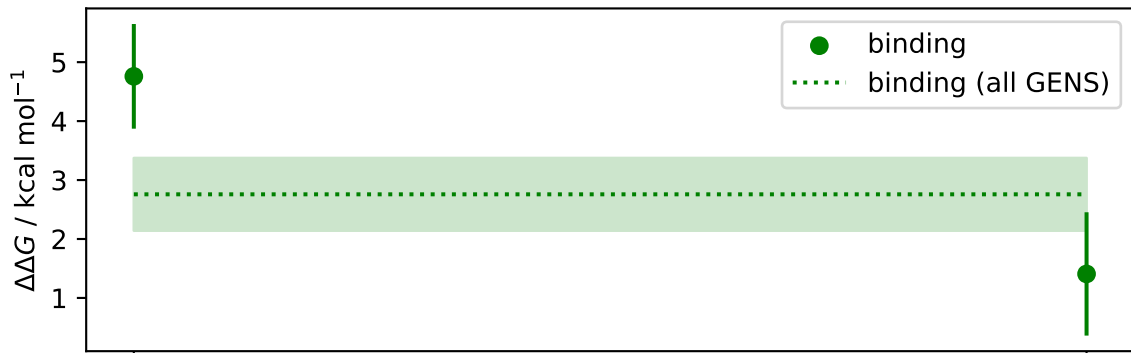 binding
binding (all GENS)
5
4
3
2
1
ΔΔG / kcal mol⁻¹